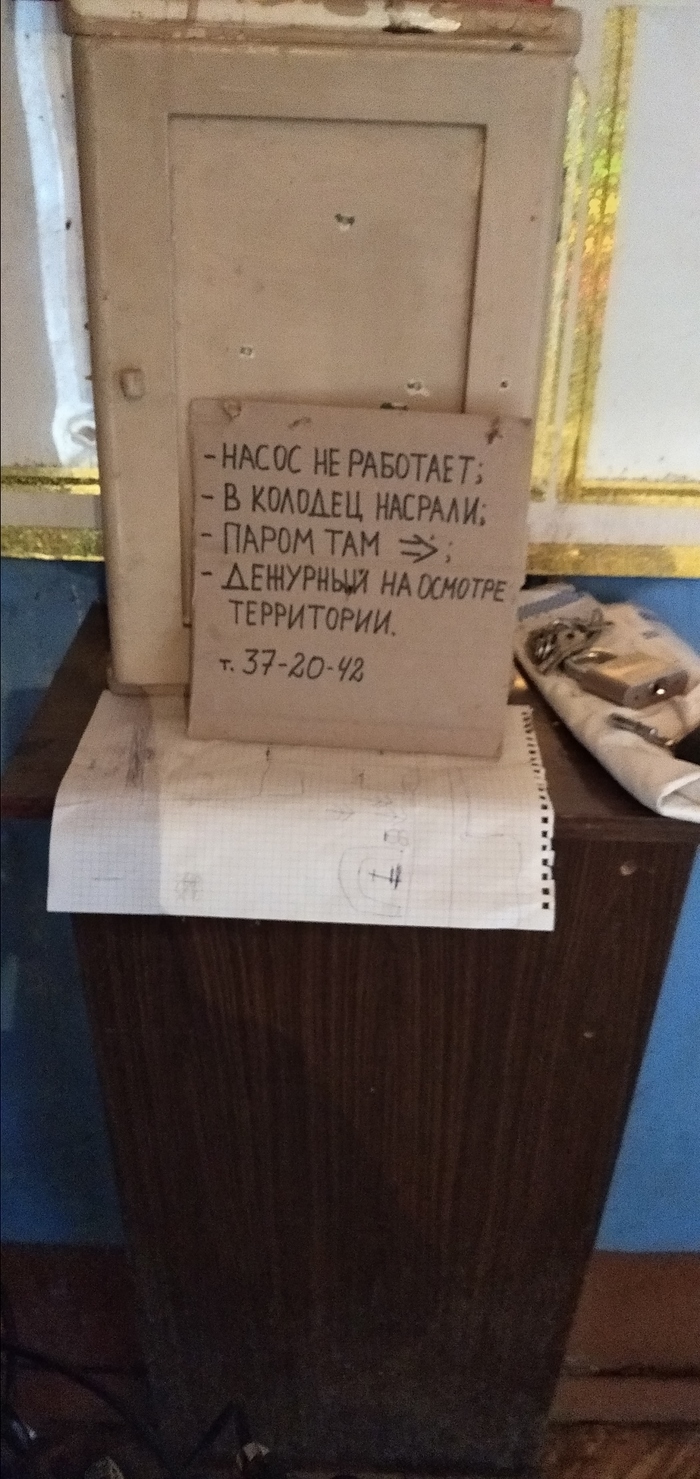 - НАСОС НЕ РАБОТАЕТ;
- В КОЛОДЕЦ НАСРАЛИ;
- ПАРОМ ТАМ ⇒;
- ДЕЖУРНЫЙ НА ОСМОТРЕ
ТЕРРИТОРИИ.
т. 37-20-42